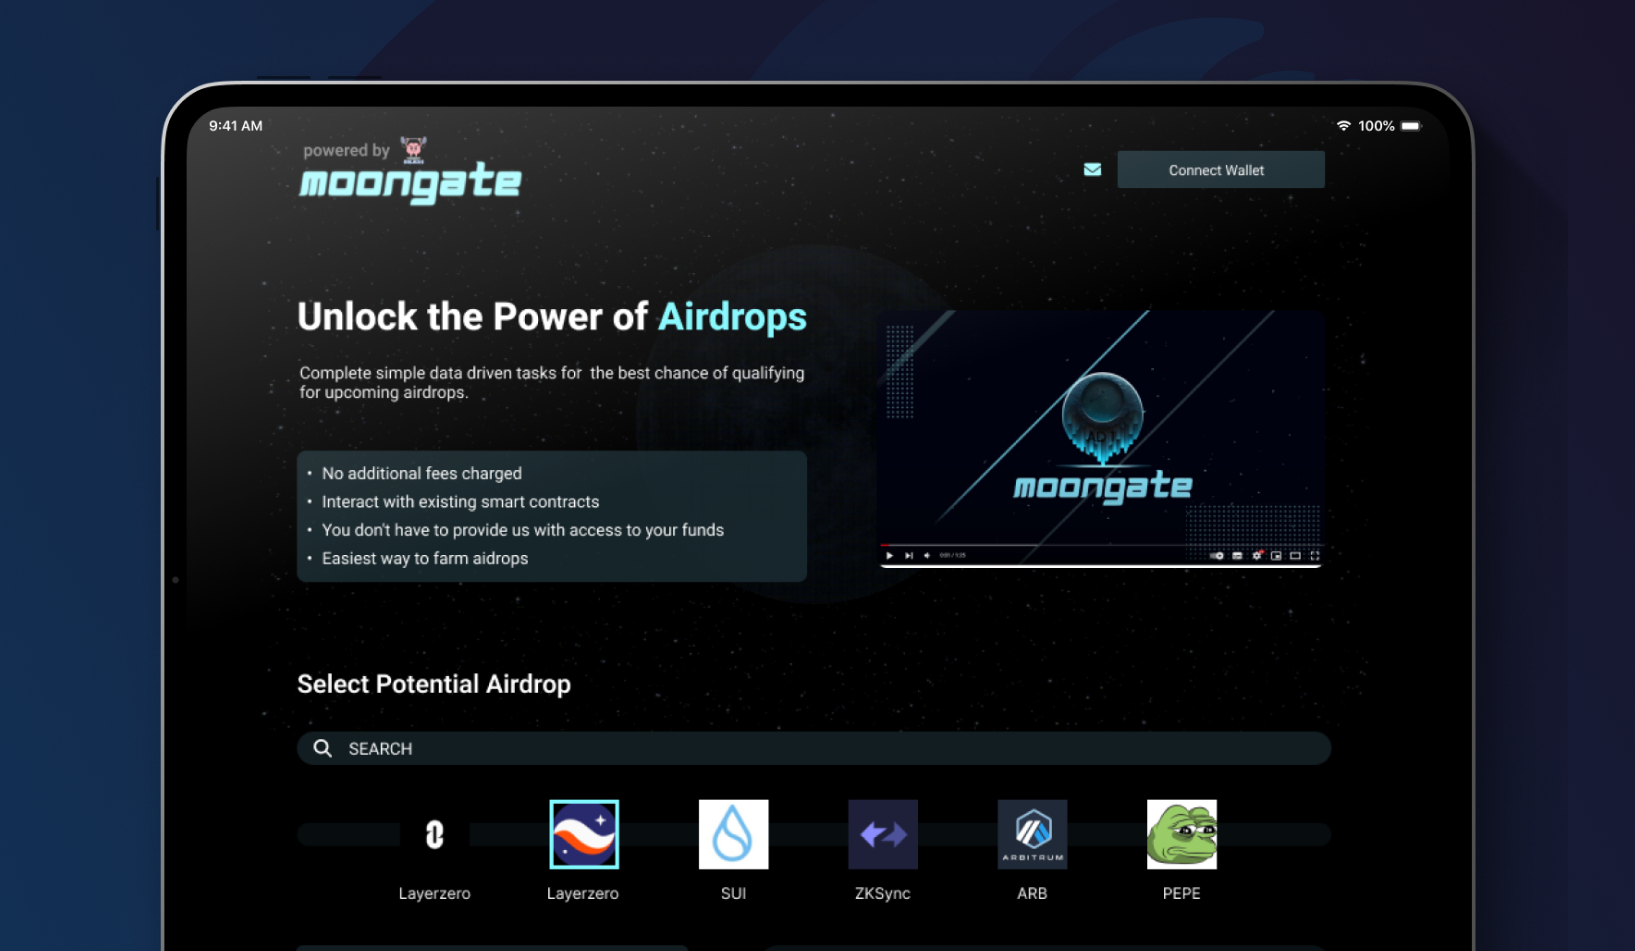 9:41 AM
100%
powered by
moongate
Connect Wallet
Unlock the Power of Airdrops
Complete simple data driven tasks for the best chance of qualifying
for upcoming airdrops.
• No additional fees charged
• Interact with existing smart contracts
• You don't have to provide us with access to your funds
• Easiest way to farm aidrops
moongate
Select Potential Airdrop
SEARCH
ARBITRUM
Layerzero
Layerzero
SUI
ZKSync
ARB
PEPE